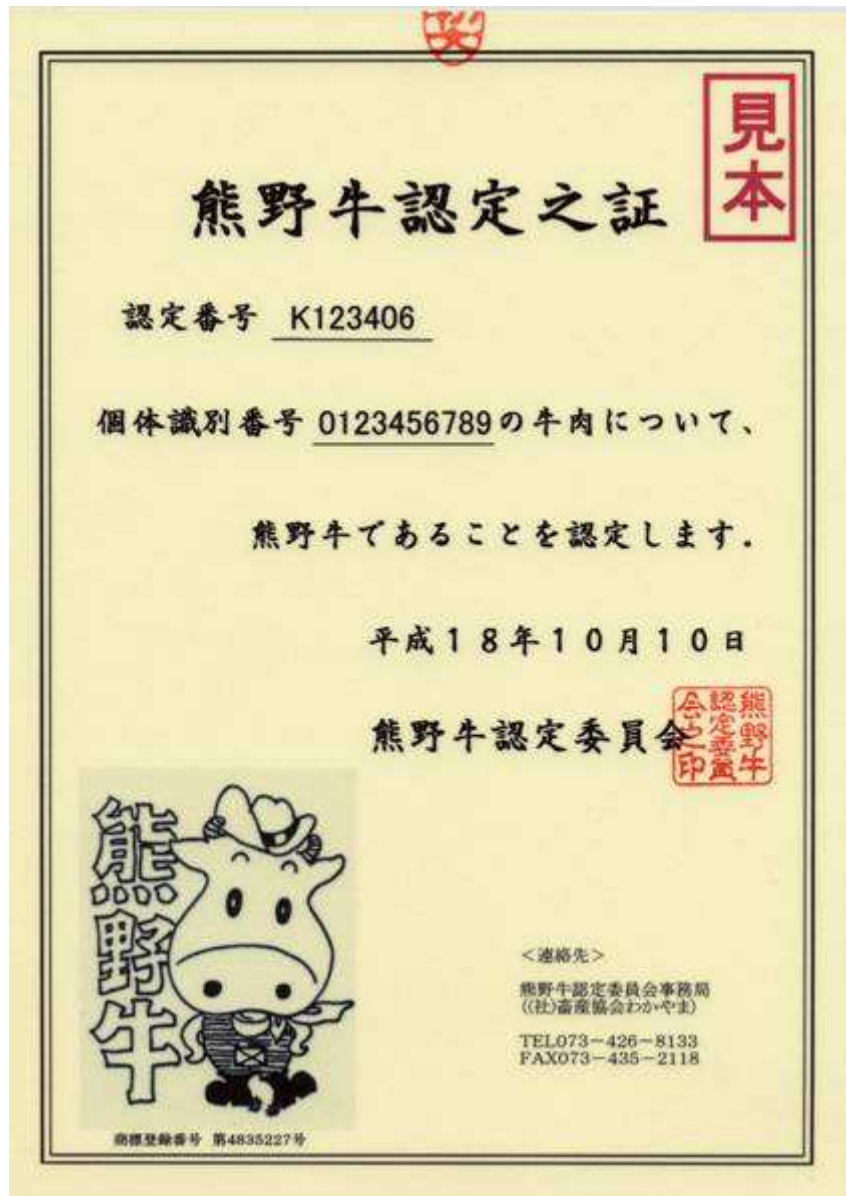 見本
熊野牛認定之証
認定番号 K123406
個体識別番号 0123456789の牛肉について、
熊野牛であることを認定します.
平成18年10月10日
熊野牛認定委員会
熊野牛認定委員会之印
熊野牛
<連絡先>
熊野牛認定委員会事務局
((社)畜産協会わかやま)
TEL073-426-8133
FAX073-435-2118
商標登録番号 第4835227号